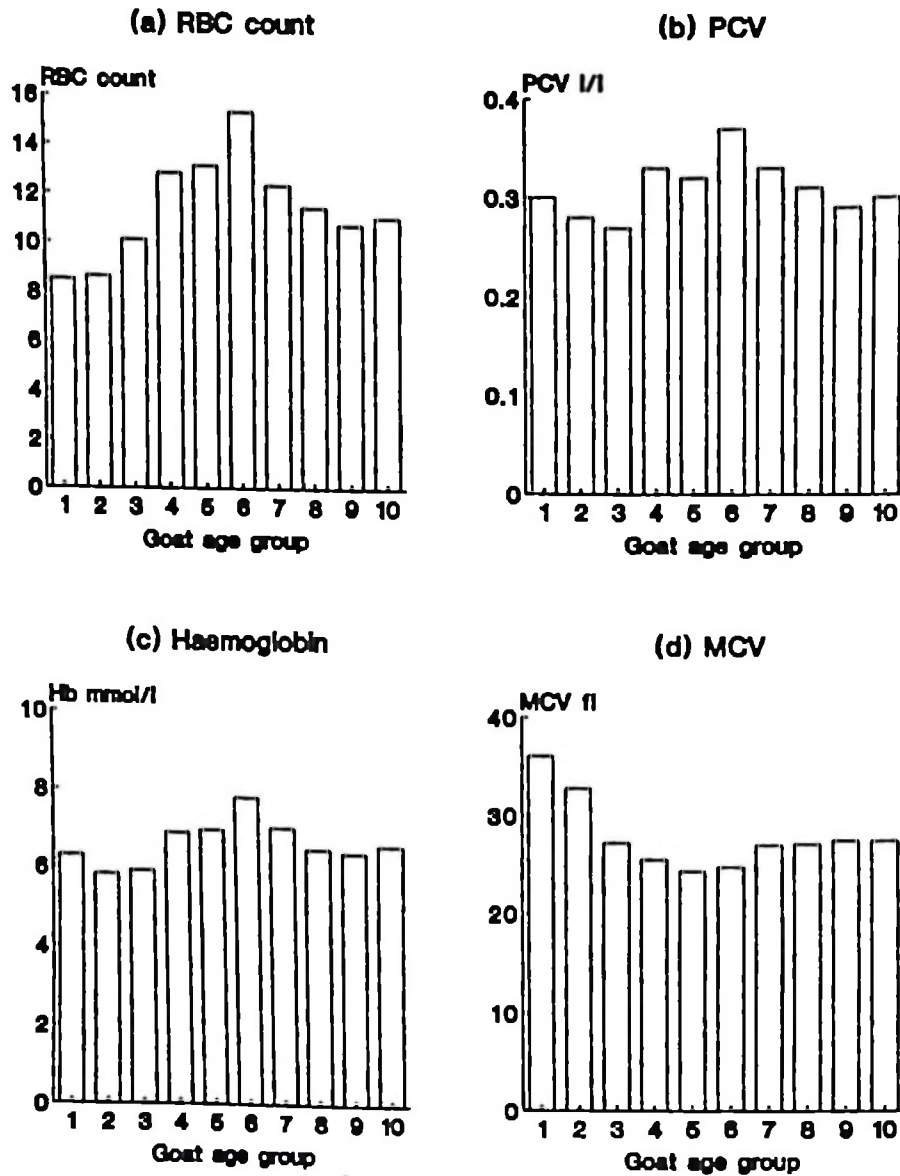 (a) RBC count
RBC count
16
14
12
10
8
6
4
2
0
1 2 3 4 5 6 7 8 9 10
Goat age group
(b) PCV
PCV l/l
0.4
0.3
0.2
0.1
0
1 2 3 4 5 6 7 8 9 10
Goat age group
(c) Haemoglobin
Hb mmol/l
10
8
6
4
2
0
1 2 3 4 5 6 7 8 9 10
Goat age group
(d) MCV
MCV fl
40
30
20
10
0
1 2 3 4 5 6 7 8 9 10
Goat age group